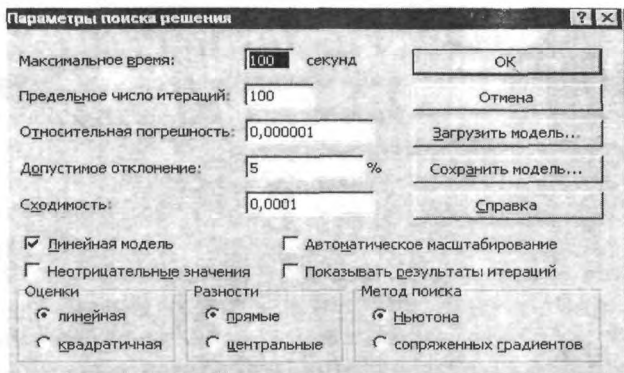 Параметры поиска решения
Максимальное время: 100 секунд ОК
Предельное число итераций: 100 Отмена
Относительная погрешность: 0,000001 Загрузить модель...
Допустимое отклонение: 5 % Сохранить модель...
Сходимость: 0,0001 Справка
Линейная модель Автоматическое масштабирование
Неотрицательные значения Показывать результаты итераций
Оценки Разности Метод поиска
линейная прямые Ньютона
квадратичная центральные сопряженных градиентов